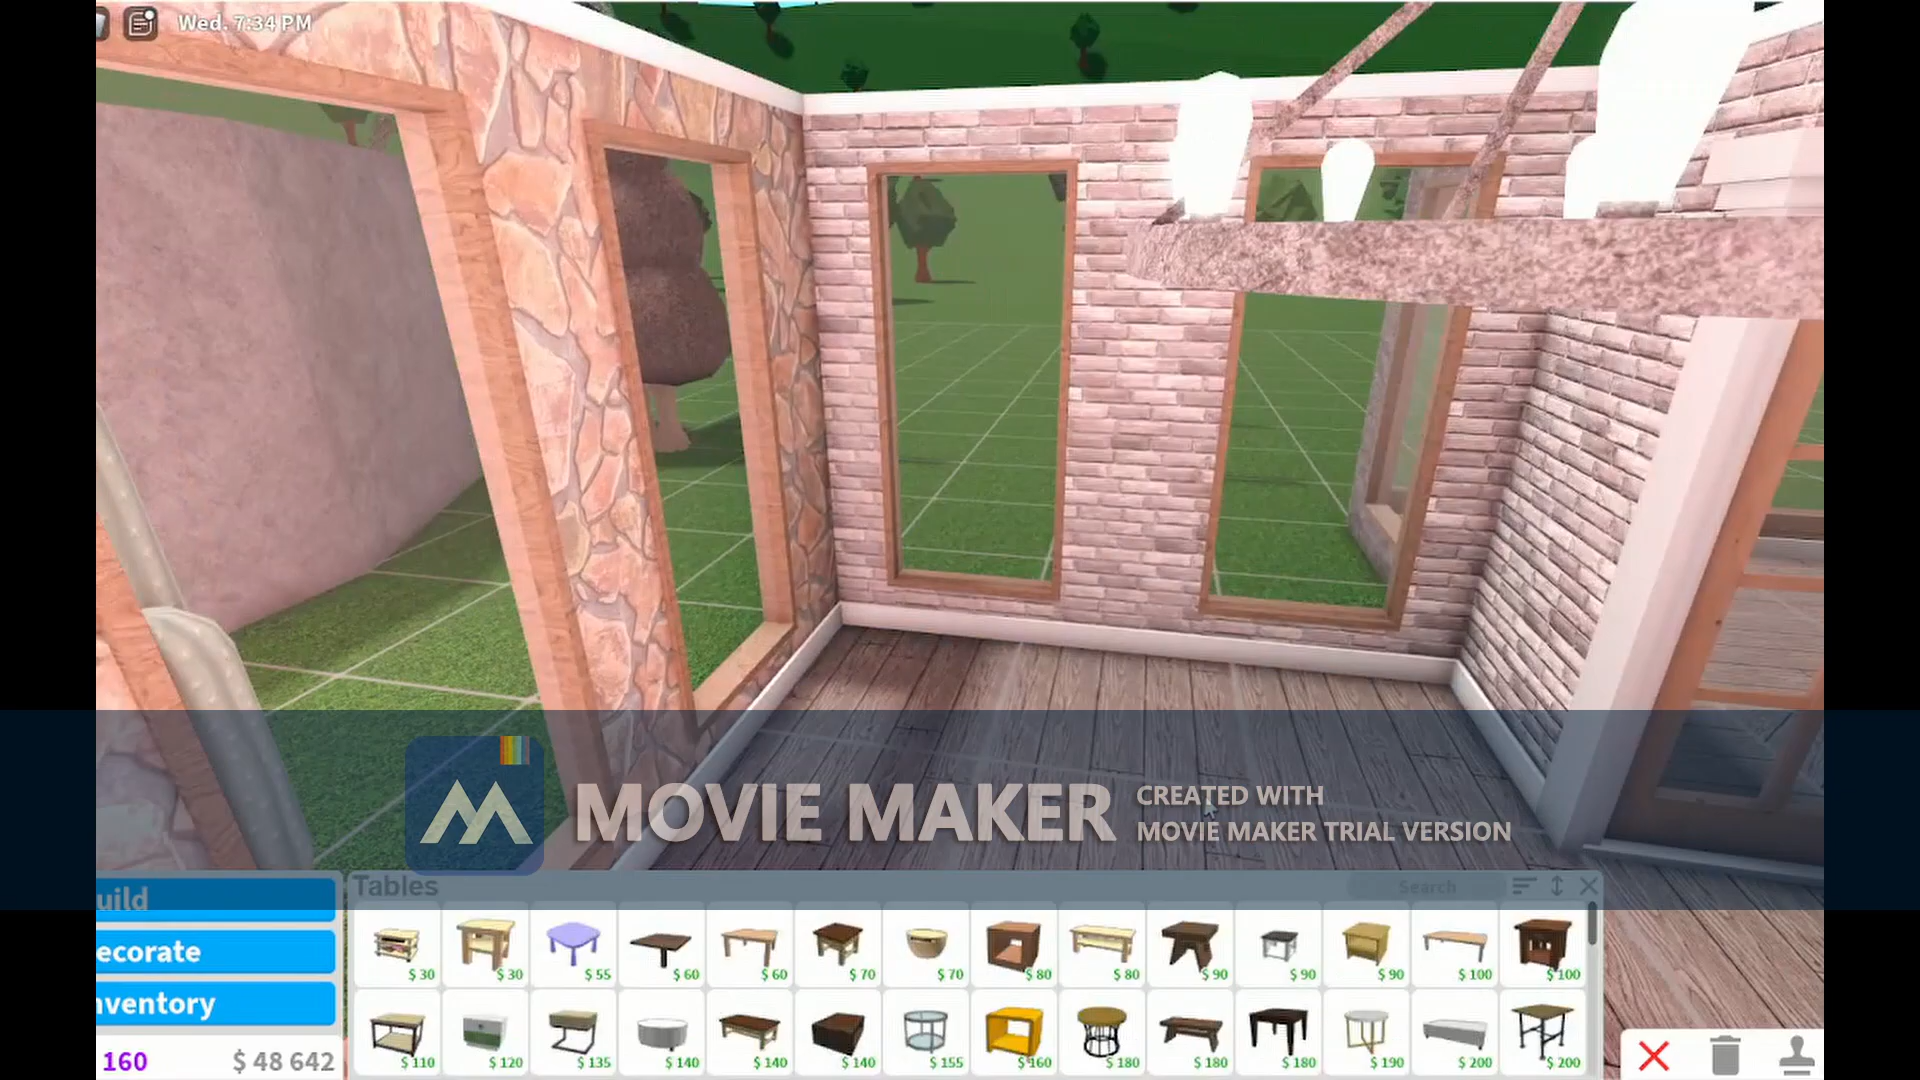 Wed. 7:34 PM
MOVIE MAKER
CREATED WITH
MOVIE MAKER TRIAL VERSION
uild
Tables
Search
ecorate
nventory
160
$ 48 642
$ 30
$ 30
$ 55
$ 60
$ 60
$ 70
$ 70
$ 80
$ 80
$ 90
$ 90
$ 90
$ 100
$ 100
$ 110
$ 120
$ 135
$ 140
$ 140
$ 140
$ 155
$ 160
$ 180
$ 180
$ 180
$ 190
$ 200
$ 200